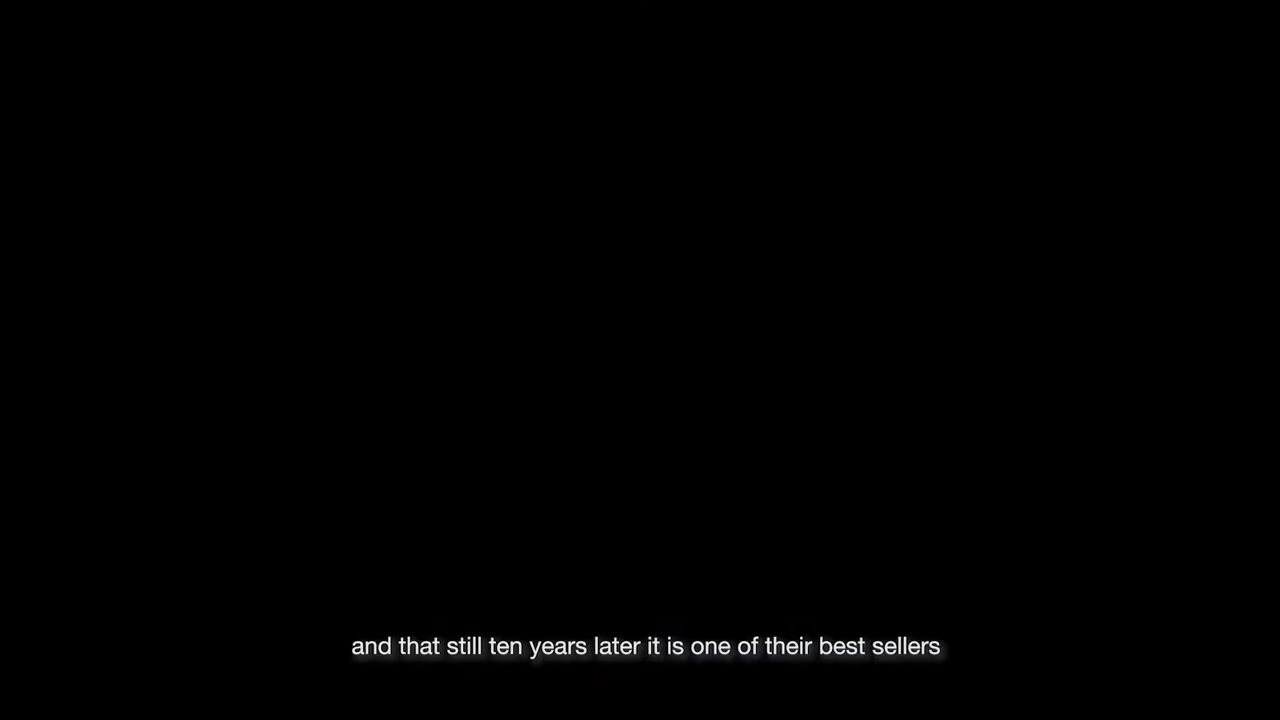 and that still ten years later it is one of their best sellers